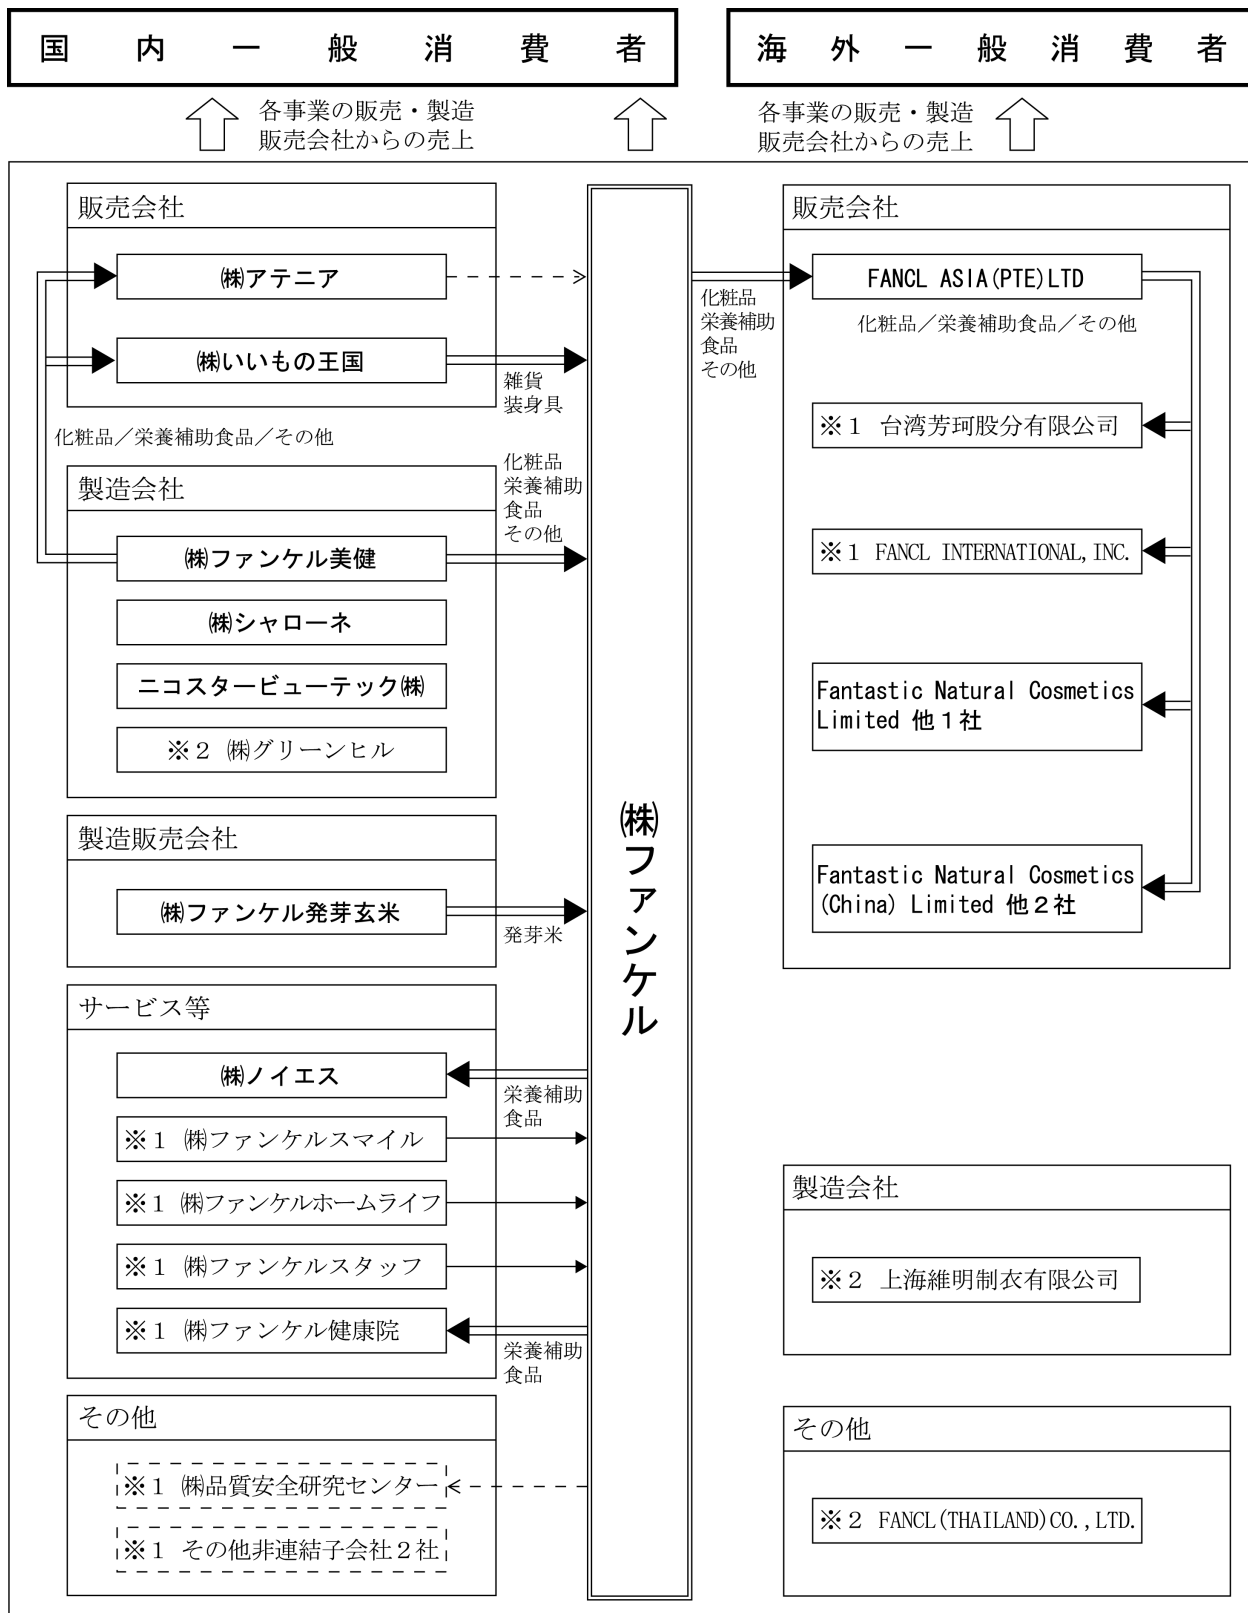 国内一般消費者
海外一般消費者
各事業の販売・製造
販売会社からの売上
各事業の販売・製造
販売会社からの売上
販売会社
㈱アテニア
㈱いいもの王国
雑貨
装身具
化粧品／栄養補助食品／その他
製造会社
化粧品
栄養補助
食品
その他
㈱ファンケル美健
㈱シャローネ
ニコスタービューテック㈱
※２ ㈱グリーンヒル
製造販売会社
㈱ファンケル発芽玄米
発芽米
サービス等
㈱ノイエス
栄養補助
食品
※１ ㈱ファンケルスマイル
※１ ㈱ファンケルホームライフ
※１ ㈱ファンケルスタッフ
※１ ㈱ファンケル健康院
栄養補助
食品
その他
※１ ㈱品質安全研究センター
※１ その他非連結子会社２社
㈱ファンケル
化粧品
栄養補助
食品
その他
販売会社
FANCL ASIA(PTE)LTD
化粧品／栄養補助食品／その他
※１ 台湾芳珂股分有限公司
※１ FANCL INTERNATIONAL,INC.
Fantastic Natural Cosmetics
Limited 他１社
Fantastic Natural Cosmetics
(China) Limited 他２社
製造会社
※２ 上海維明制衣有限公司
その他
※２ FANCL(THAILAND)CO.,LTD.